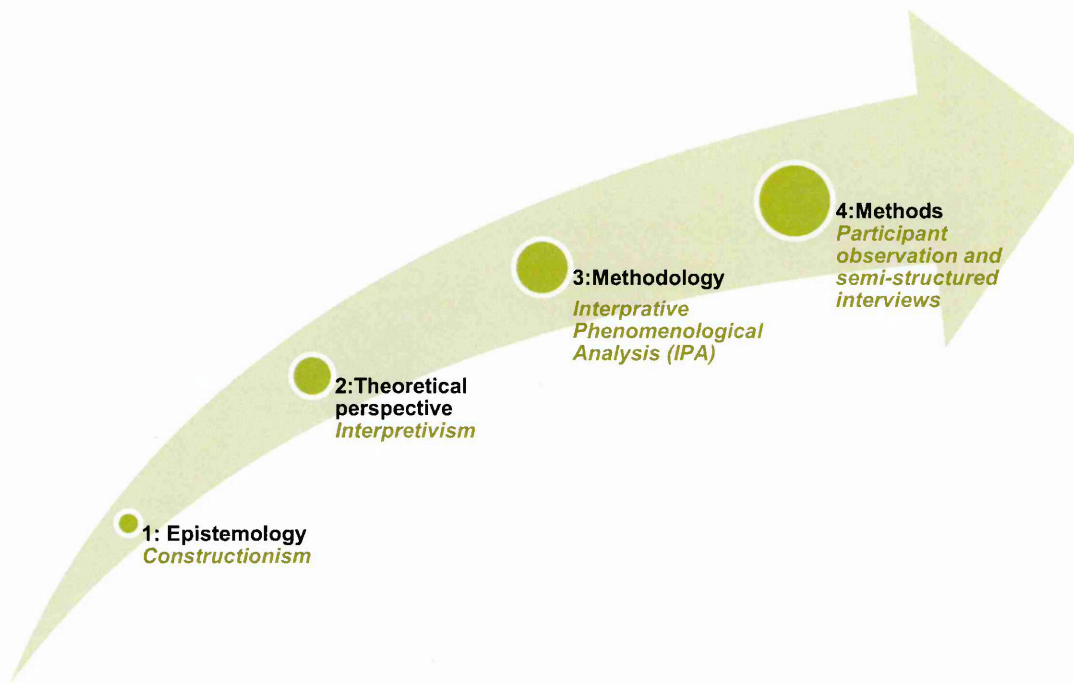 1: Epistemology
Constructionism
2:Theoretical
perspective
Interpretivism
3:Methodology
Interprative
Phenomenological
Analysis (IPA)
4:Methods
Participant
observation and
semi-structured
interviews